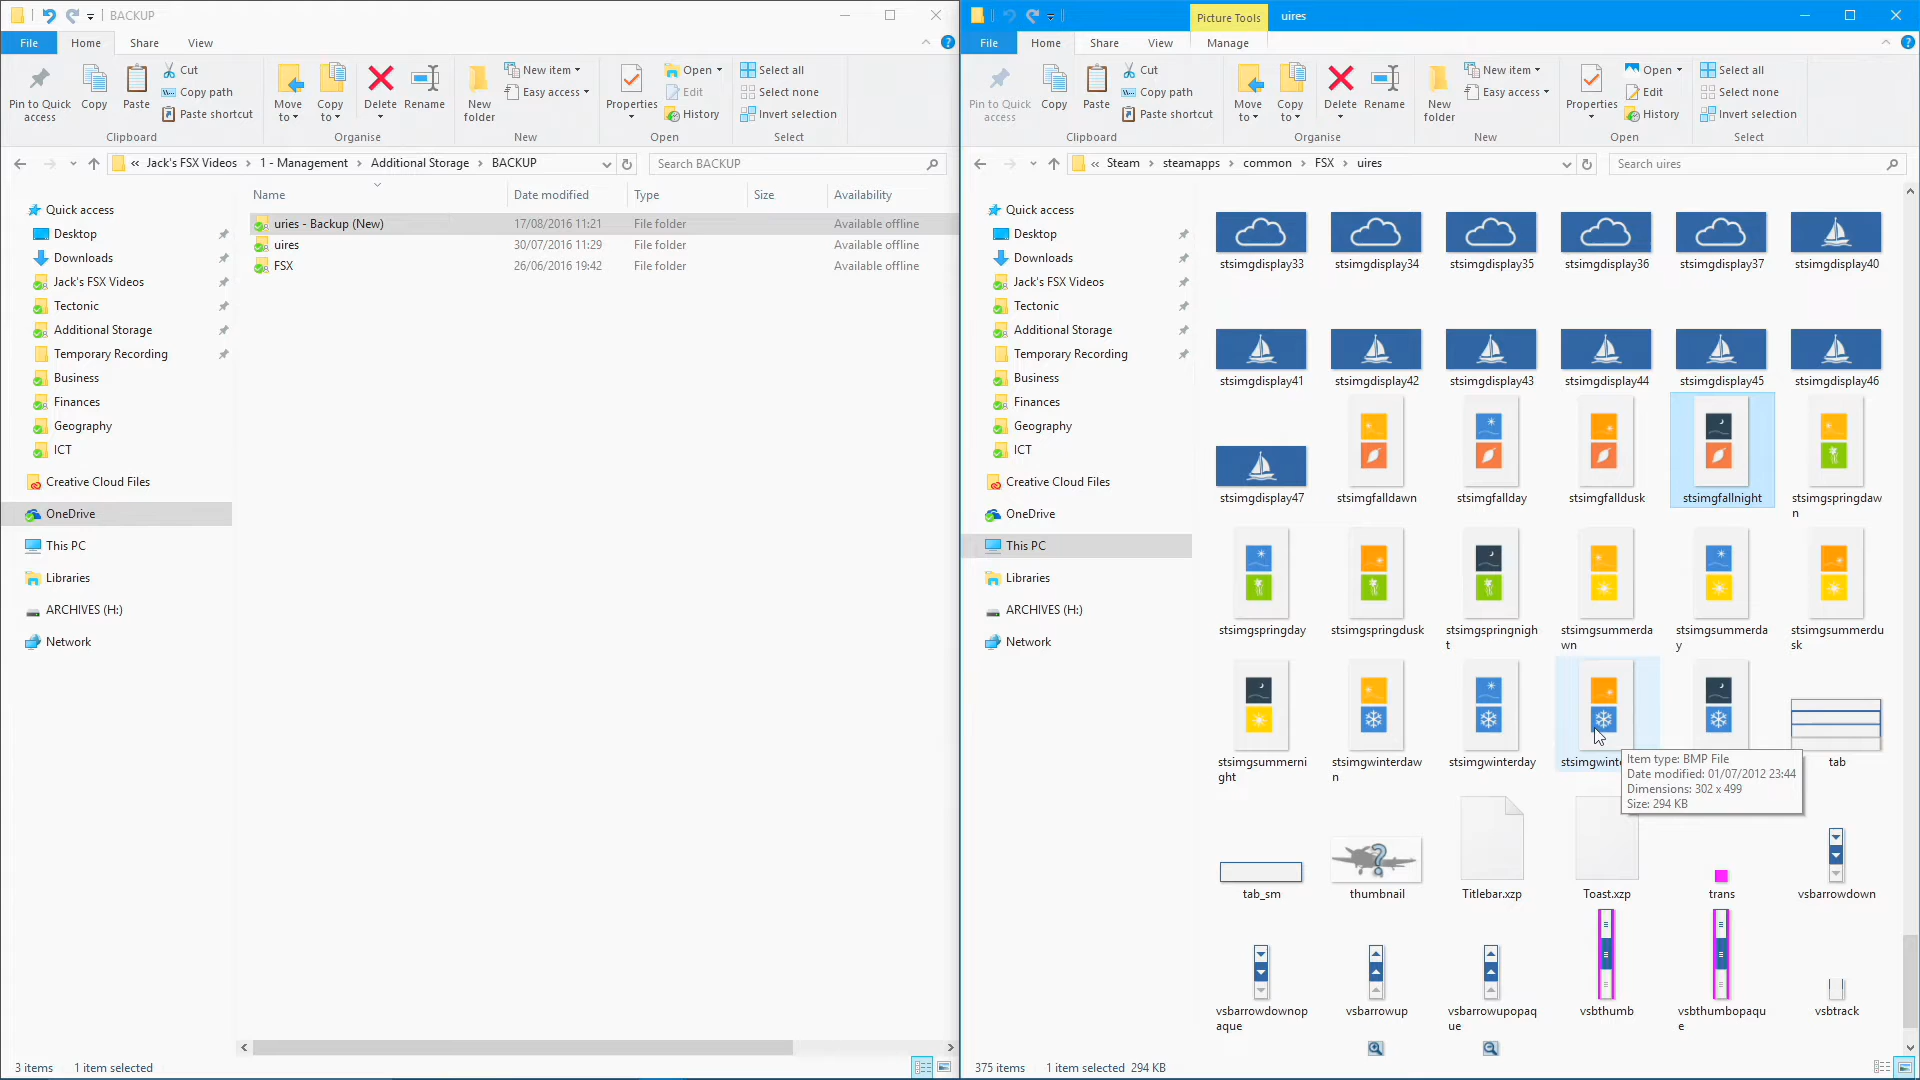 BACKUP
File
Home
Share
View
Pin to Quick access
Copy
Paste
Cut
Copy path
Paste shortcut
Move to
Copy to
Delete
Rename
New folder
New item
Easy access
Properties
Open
Edit
History
Select all
Select none
Invert selection
Clipboard
Organise
New
Open
Select
« Jack's FSX Videos > 1 - Management > Additional Storage > BACKUP
Search BACKUP
Name
Date modified
Type
Size
Availability
uries - Backup (New) 17/08/2016 11:21 File folder Available offline
uires 30/07/2016 11:29 File folder Available offline
FSX 26/06/2016 19:42 File folder Available offline
Quick access
Desktop
Downloads
Jack's FSX Videos
Tectonic
Additional Storage
Temporary Recording
Business
Finances
Geography
ICT
Creative Cloud Files
OneDrive
This PC
Libraries
ARCHIVES (H:)
Network
3 items 1 item selected
Picture Tools
uires
File
Home
Share
View
Manage
Pin to Quick access
Copy
Paste
Cut
Copy path
Paste shortcut
Move to
Copy to
Delete
Rename
New folder
New item
Easy access
Properties
Open
Edit
History
Select all
Select none
Invert selection
Clipboard
Organise
New
Open
Select
« Steam > steamapps > common > FSX > uires
Search uires
Quick access
Desktop
Downloads
Jack's FSX Videos
Tectonic
Additional Storage
Temporary Recording
Business
Finances
Geography
ICT
Creative Cloud Files
OneDrive
This PC
Libraries
ARCHIVES (H:)
Network
stsimgdisplay33 stsimgdisplay34 stsimgdisplay35 stsimgdisplay36 stsimgdisplay37 stsimgdisplay40
stsimgdisplay41 stsimgdisplay42 stsimgdisplay43 stsimgdisplay44 stsimgdisplay45 stsimgdisplay46
stsimgdisplay47 stsimgfalldawn stsimgfallday stsimgfalldusk stsimgfallnight stsimgspringdaw
n
stsimgspringday stsimgspringdusk stsimgspringnigh stsimgsummerda stsimgsummerda stsimgsummerdu
t wn y sk
stsimgsummerni stsimgwinterdaw stsimgwinterday stsimgwint tab
ght n
Item type: BMP File
Date modified: 01/07/2012 23:44
Dimensions: 302 x 499
Size: 294 KB
tab_sm thumbnail Titlebar.xzp Toast.xzp trans vsbarrowdown
vsbarrowdownop vsbarrowup vsbarrowupopaq vsbthumb vsbthumbopaqu vsbtrack
aque ue e
375 items 1 item selected 294 KB